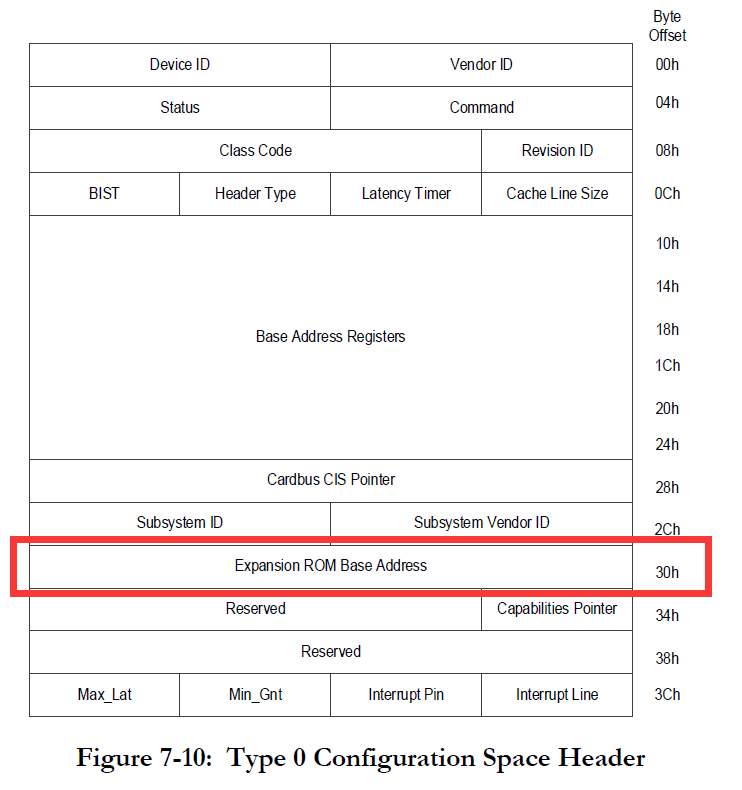 Byte
Offset
Device ID Vendor ID 00h
Status Command 04h
Class Code Revision ID 08h
BIST Header Type Latency Timer Cache Line Size 0Ch
10h
14h
18h
Base Address Registers
1Ch
20h
24h
Cardbus CIS Pointer 28h
Subsystem ID Subsystem Vendor ID 2Ch
Expansion ROM Base Address 30h
Reserved Capabilities Pointer 34h
Reserved 38h
Max_Lat Min_Gnt Interrupt Pin Interrupt Line 3Ch
Figure 7-10: Type 0 Configuration Space Header